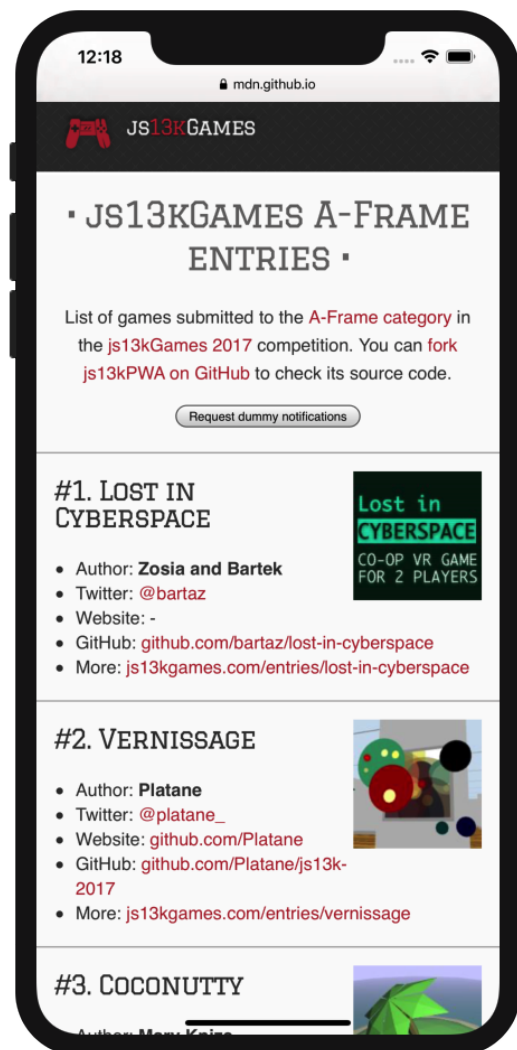 12:18
mdn.github.io
js13kGames
· js13kGames A-Frame
entries ·
List of games submitted to the A-Frame category in
the js13kGames 2017 competition. You can fork
js13kPWA on GitHub to check its source code.
Request dummy notifications
#1. Lost in
Cyberspace
Lost in
CYBERSPACE
CO-OP VR GAME
FOR 2 PLAYERS
• Author: Zosia and Bartek
• Twitter: @bartaz
• Website: -
• GitHub: github.com/bartaz/lost-in-cyberspace
• More: js13kgames.com/entries/lost-in-cyberspace
#2. Vernissage
• Author: Platane
• Twitter: @platane_
• Website: github.com/Platane
• GitHub: github.com/Platane/js13k-
2017
• More: js13kgames.com/entries/vernissage
#3. Coconutty
Author: Mary Knize